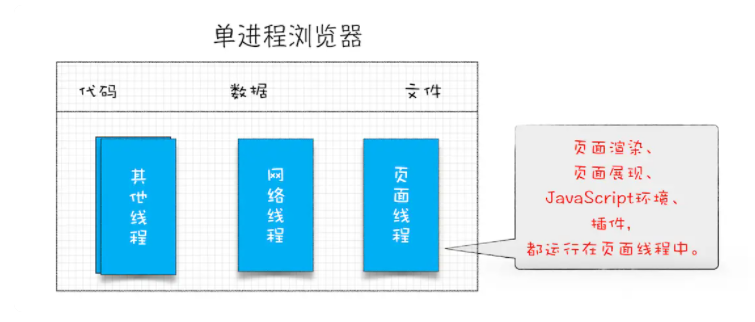 单进程浏览器
代码 数据 文件
其他线程
网络线程
页面线程
页面渲染、
页面展现、
JavaScript环境、
插件，
都运行在页面线程中。